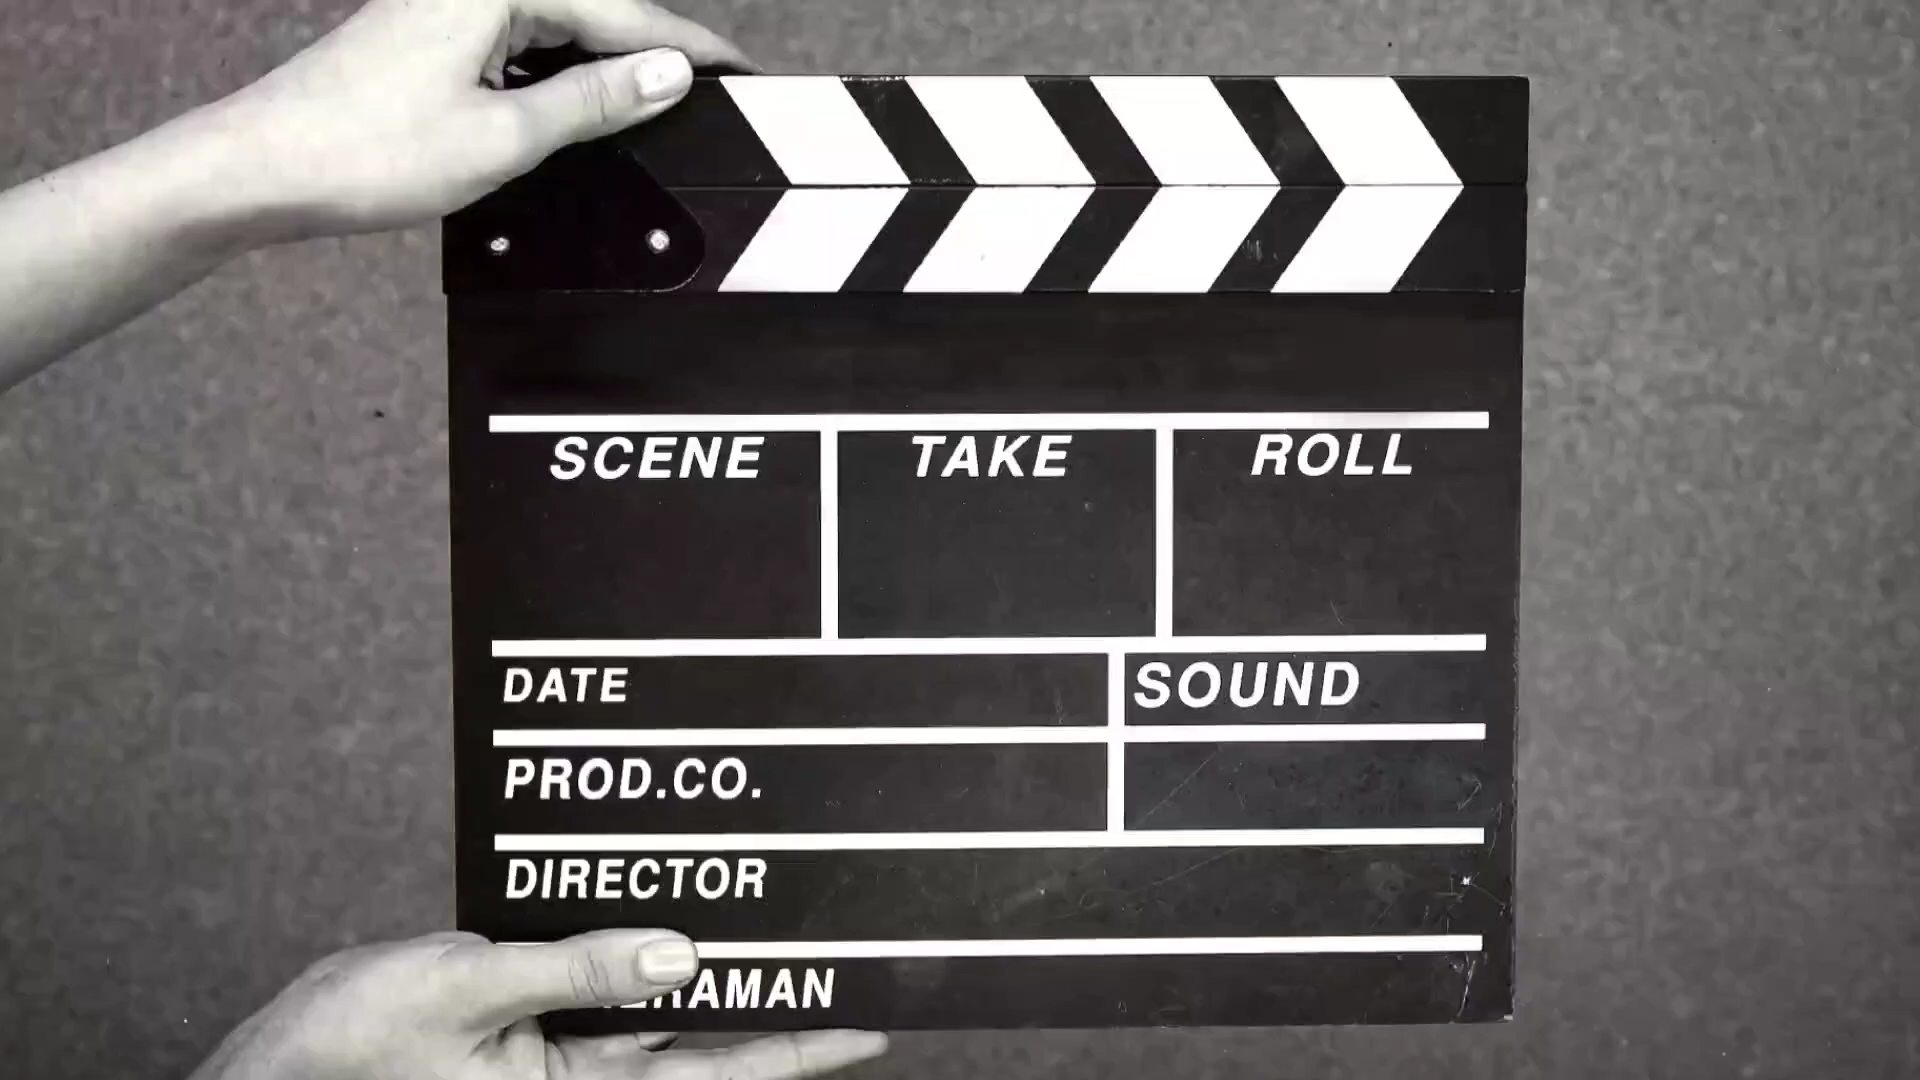 SCENE TAKE ROLL
DATE SOUND
PROD.CO.
DIRECTOR